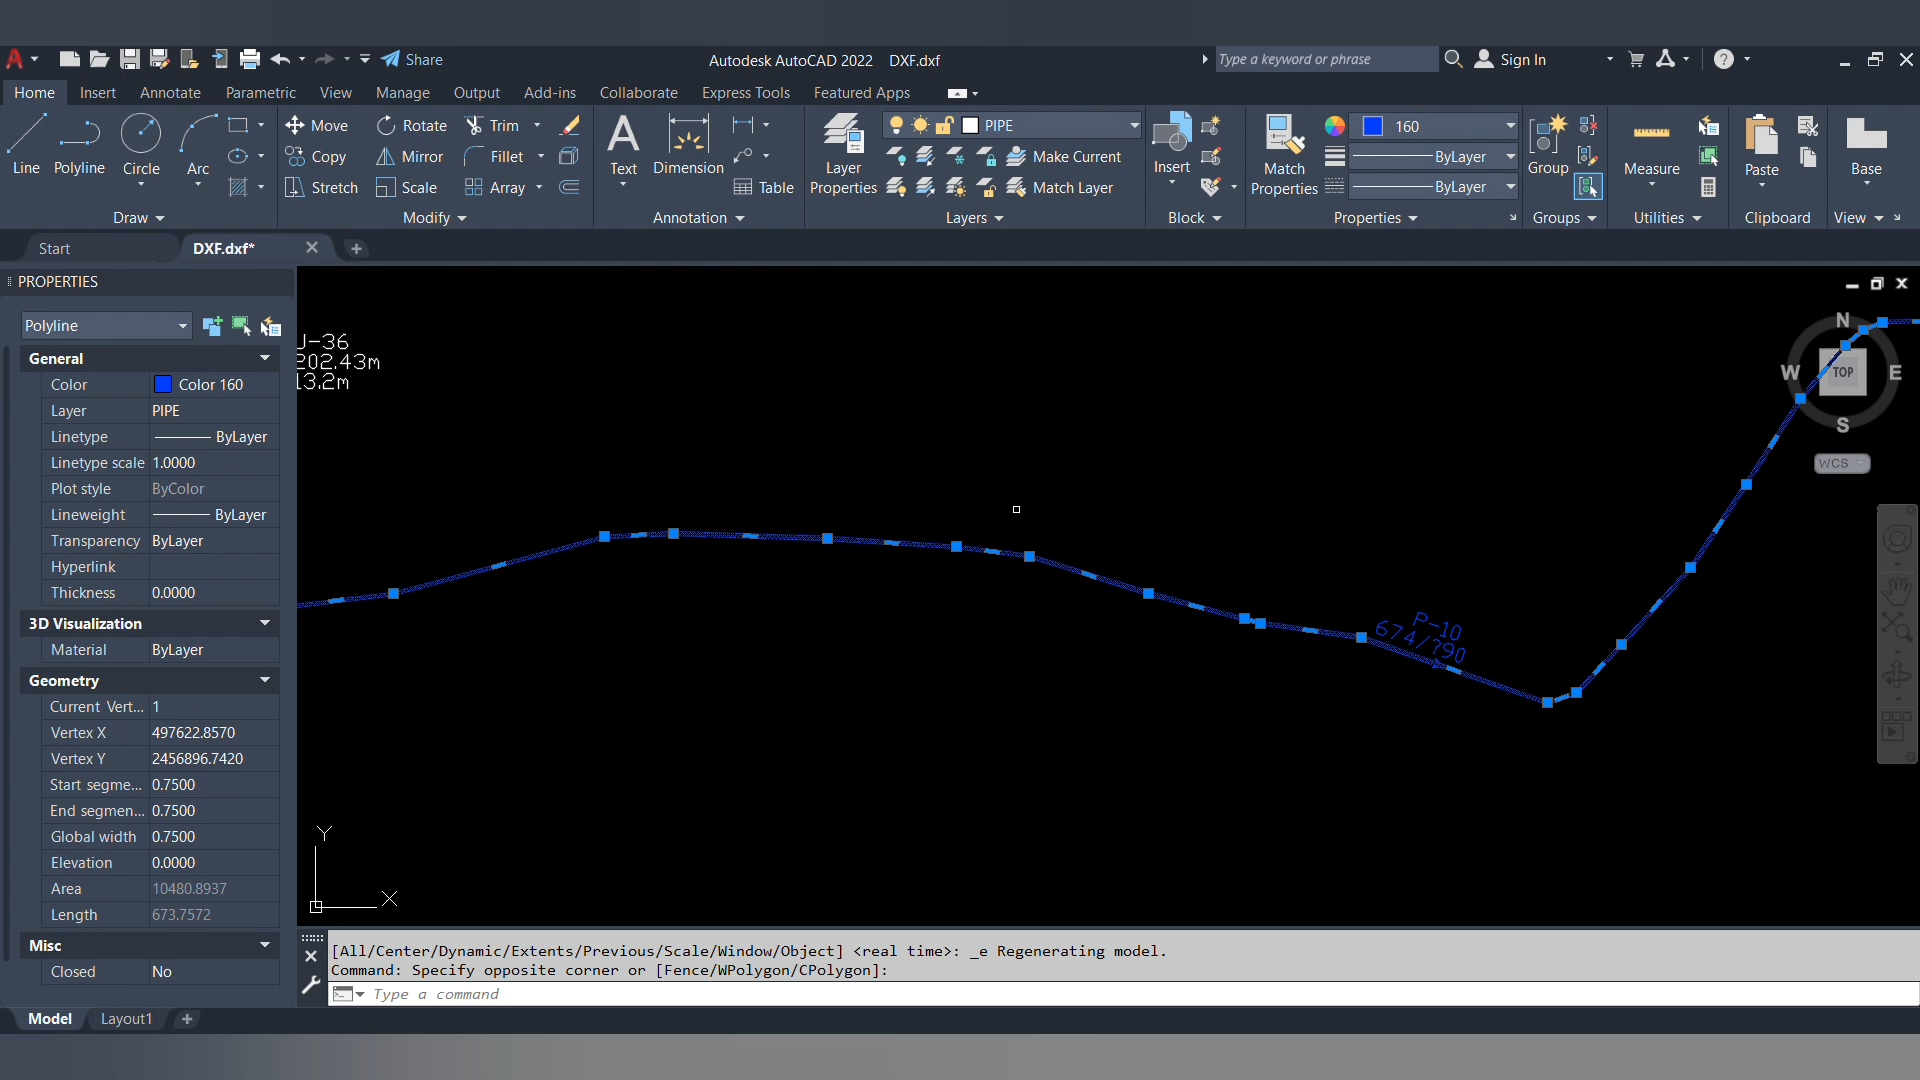 Share
Autodesk AutoCAD 2022 DXF.dxf
Type a keyword or phrase
Sign In
Home Insert Annotate Parametric View Manage Output Add-ins Collaborate Express Tools Featured Apps
Line Polyline Circle Arc
Move Rotate Trim
Copy Mirror Fillet
Stretch Scale Array
Text Dimension
Table
Layer Properties
PIPE
Make Current
Match Layer
Insert
Match Properties
160
ByLayer
ByLayer
Group
Measure
Paste
Base
Draw Modify Annotation Layers Block Properties Groups Utilities Clipboard View
Start DXF.dxf*
PROPERTIES
Polyline
General
Color Color 160
Layer PIPE
Linetype ByLayer
Linetype scale 1.0000
Plot style ByColor
Lineweight ByLayer
Transparency ByLayer
Hyperlink
Thickness 0.0000
3D Visualization
Material ByLayer
Geometry
Current Vert... 1
Vertex X 497622.8570
Vertex Y 2456896.7420
Start segme... 0.7500
End segmen... 0.7500
Global width 0.7500
Elevation 0.0000
Area 10480.8937
Length 673.7572
Misc
Closed No
J-36
202.43m
13.2m
P-10
674/?90
N
W TOP E
S
WCS
Y
X
[All/Center/Dynamic/Extents/Previous/Scale/Window/Object] <real time>: _e Regenerating model.
Command: Specify opposite corner or [Fence/WPolygon/CPolygon]:
Type a command
Model Layout1